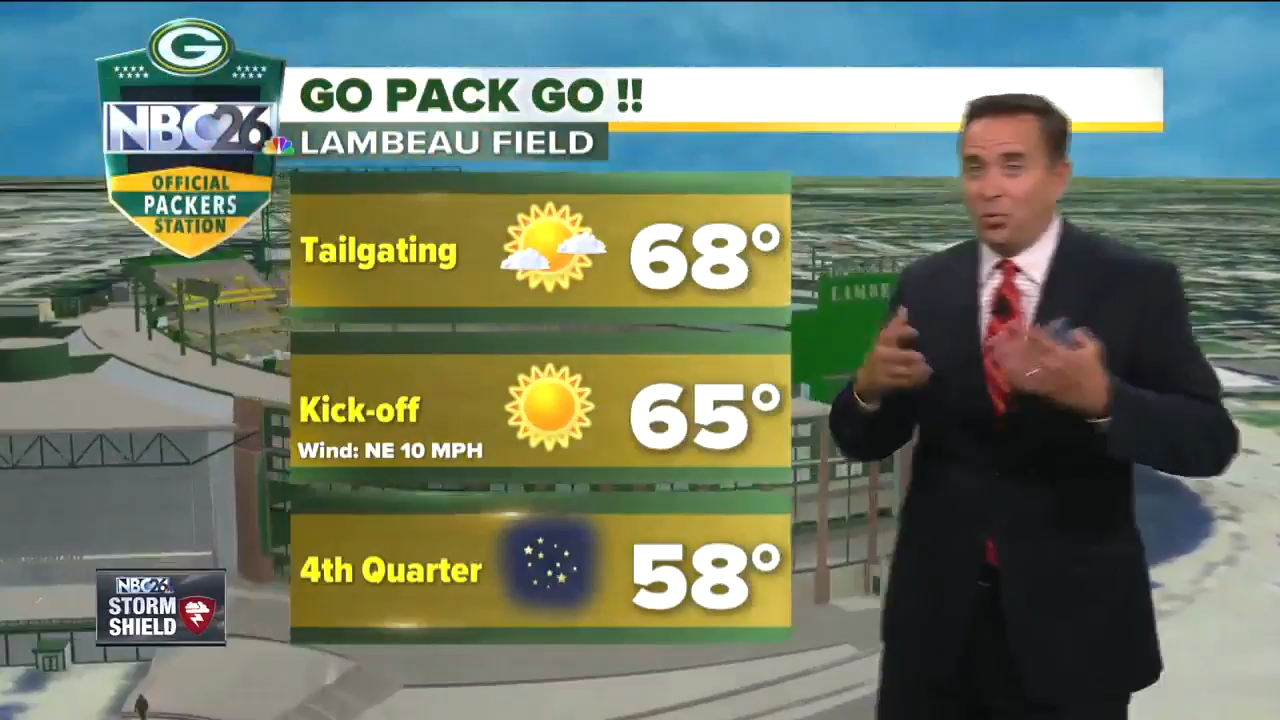 G
NBC26
OFFICIAL
PACKERS
STATION
GO PACK GO !!
LAMBEAU FIELD
Tailgating 68°
Kick-off 65°
Wind: NE 10 MPH
4th Quarter 58°
LAMBE
NBC26
STORM
SHIELD